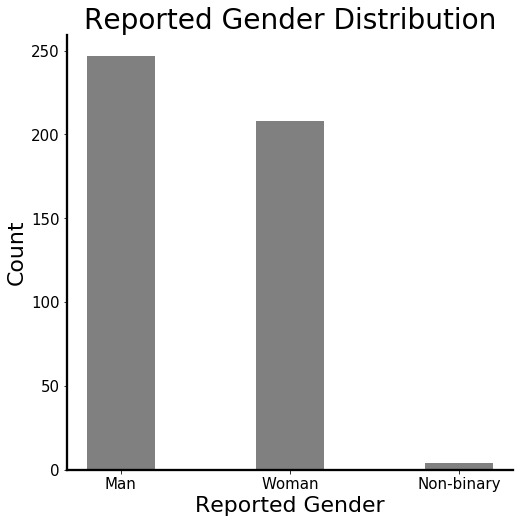 Reported Gender Distribution
250
200
150
100
50
0
Count
Man Woman Non-binary
Reported Gender